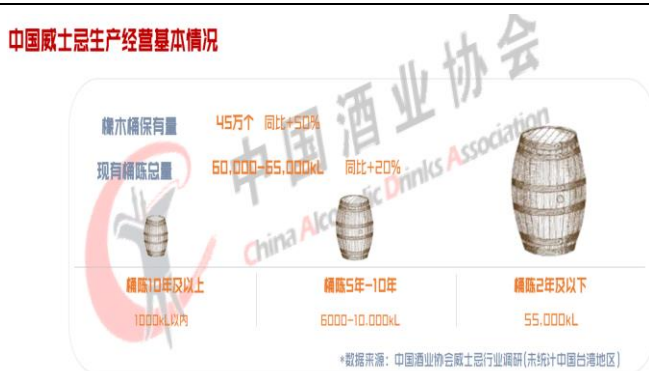 中国威士忌生产经营基本情况
橡木桶保有量 45万个 同比+50%
现有桶陈总量 60,000-65,000kL 同比+20%
中国酒业协会
China Alcoholic Drinks Association
桶陈10年及以上 桶陈5年-10年 桶陈2年及以下
1000kL以内 6000-10,000kL 55,000kL
*数据来源：中国酒业协会威士忌行业调研(未统计中国台湾地区)